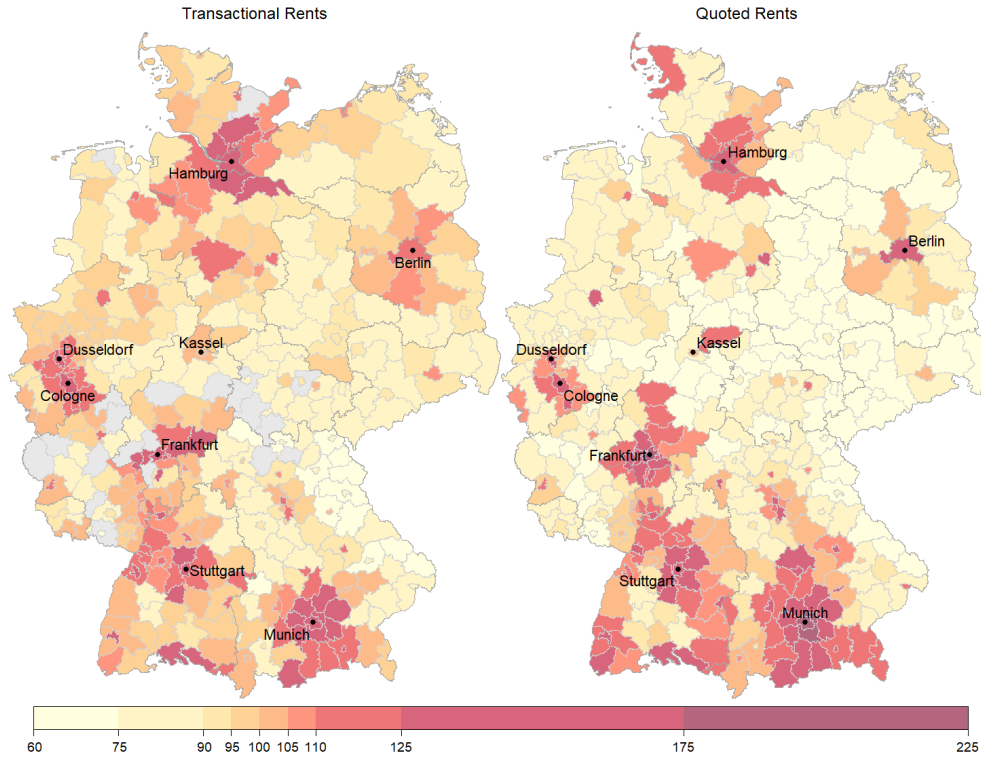 Transactional Rents
Quoted Rents
Hamburg
Berlin
Kassel
Dusseldorf
Cologne
Frankfurt
Stuttgart
Munich
Hamburg
Berlin
Kassel
Dusseldorf
Cologne
Frankfurt
Stuttgart
Munich
60 75 90 95 100 105 110 125 175 225